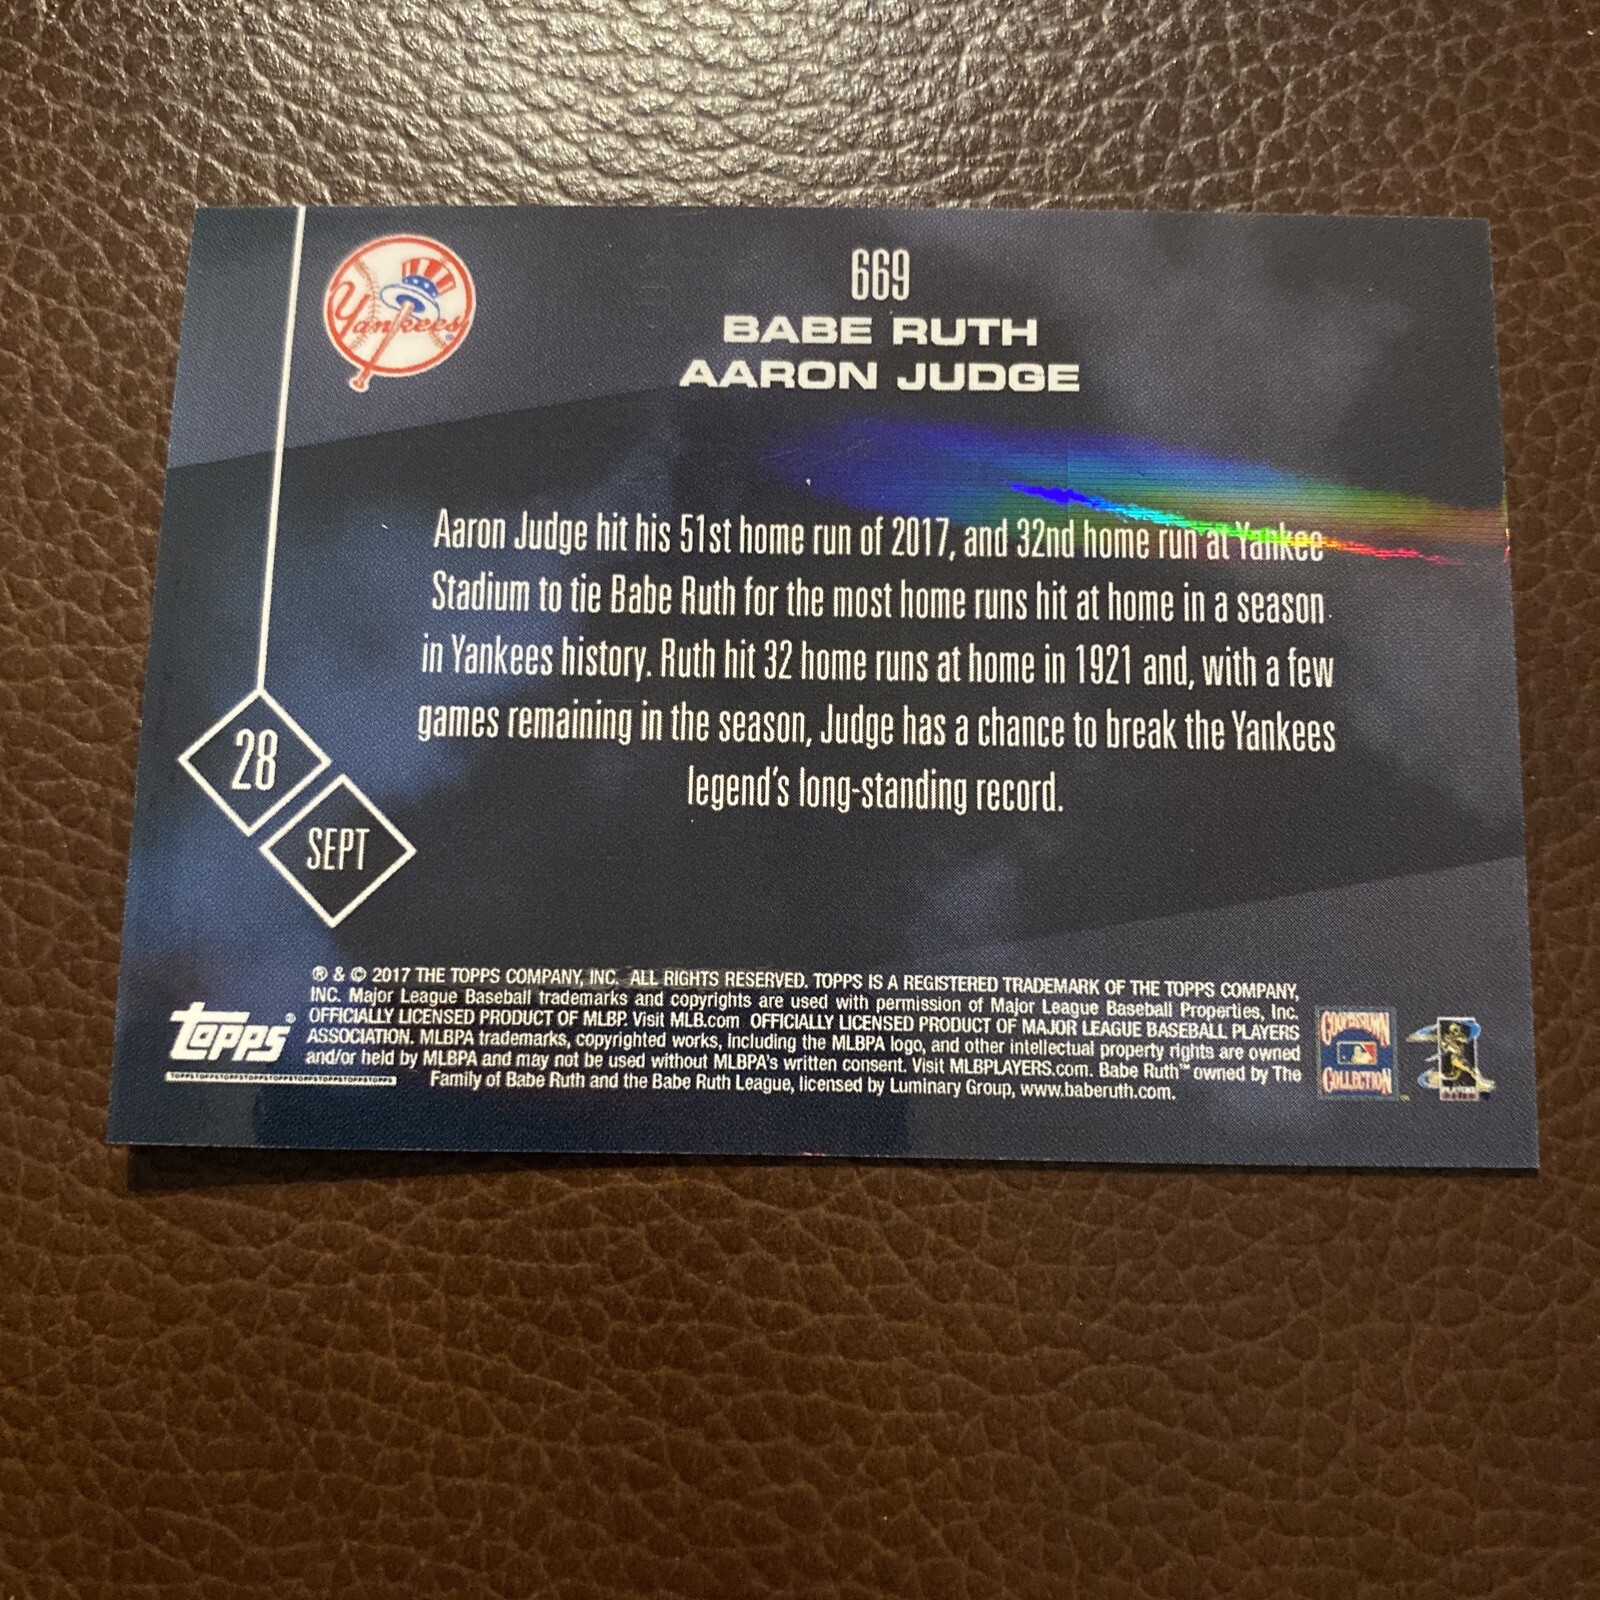 Yankees
669
BABE RUTH
AARON JUDGE
Aaron Judge hit his 51st home run of 2017, and 32nd home run at Yankee
Stadium to tie Babe Ruth for the most home runs hit at home in a season
in Yankees history. Ruth hit 32 home runs at home in 1921 and, with a few
games remaining in the season, Judge has a chance to break the Yankees
legend's long-standing record.
28
SEPT
® & © 2017 THE TOPPS COMPANY, INC. ALL RIGHTS RESERVED. TOPPS IS A REGISTERED TRADEMARK OF THE TOPPS COMPANY,
INC. Major League Baseball trademarks and copyrights are used with permission of Major League Baseball Properties, Inc.
OFFICIALLY LICENSED PRODUCT OF MLBP. Visit MLB.com OFFICIALLY LICENSED PRODUCT OF MAJOR LEAGUE BASEBALL PLAYERS
ASSOCIATION. MLBPA trademarks, copyrighted works, including the MLBPA logo, and other intellectual property rights are owned
and/or held by MLBPA and may not be used without MLBPA's written consent. Visit MLBPLAYERS.com. Babe Ruth™ owned by The
Family of Babe Ruth and the Babe Ruth League, licensed by Luminary Group, www.baberuth.com.
topps®
TOPPSTOPPSTOPPSTOPPSTOPPSTOPPSTOPPSTOPPSTOPPS
COOPERSTOWN
COLLECTION™